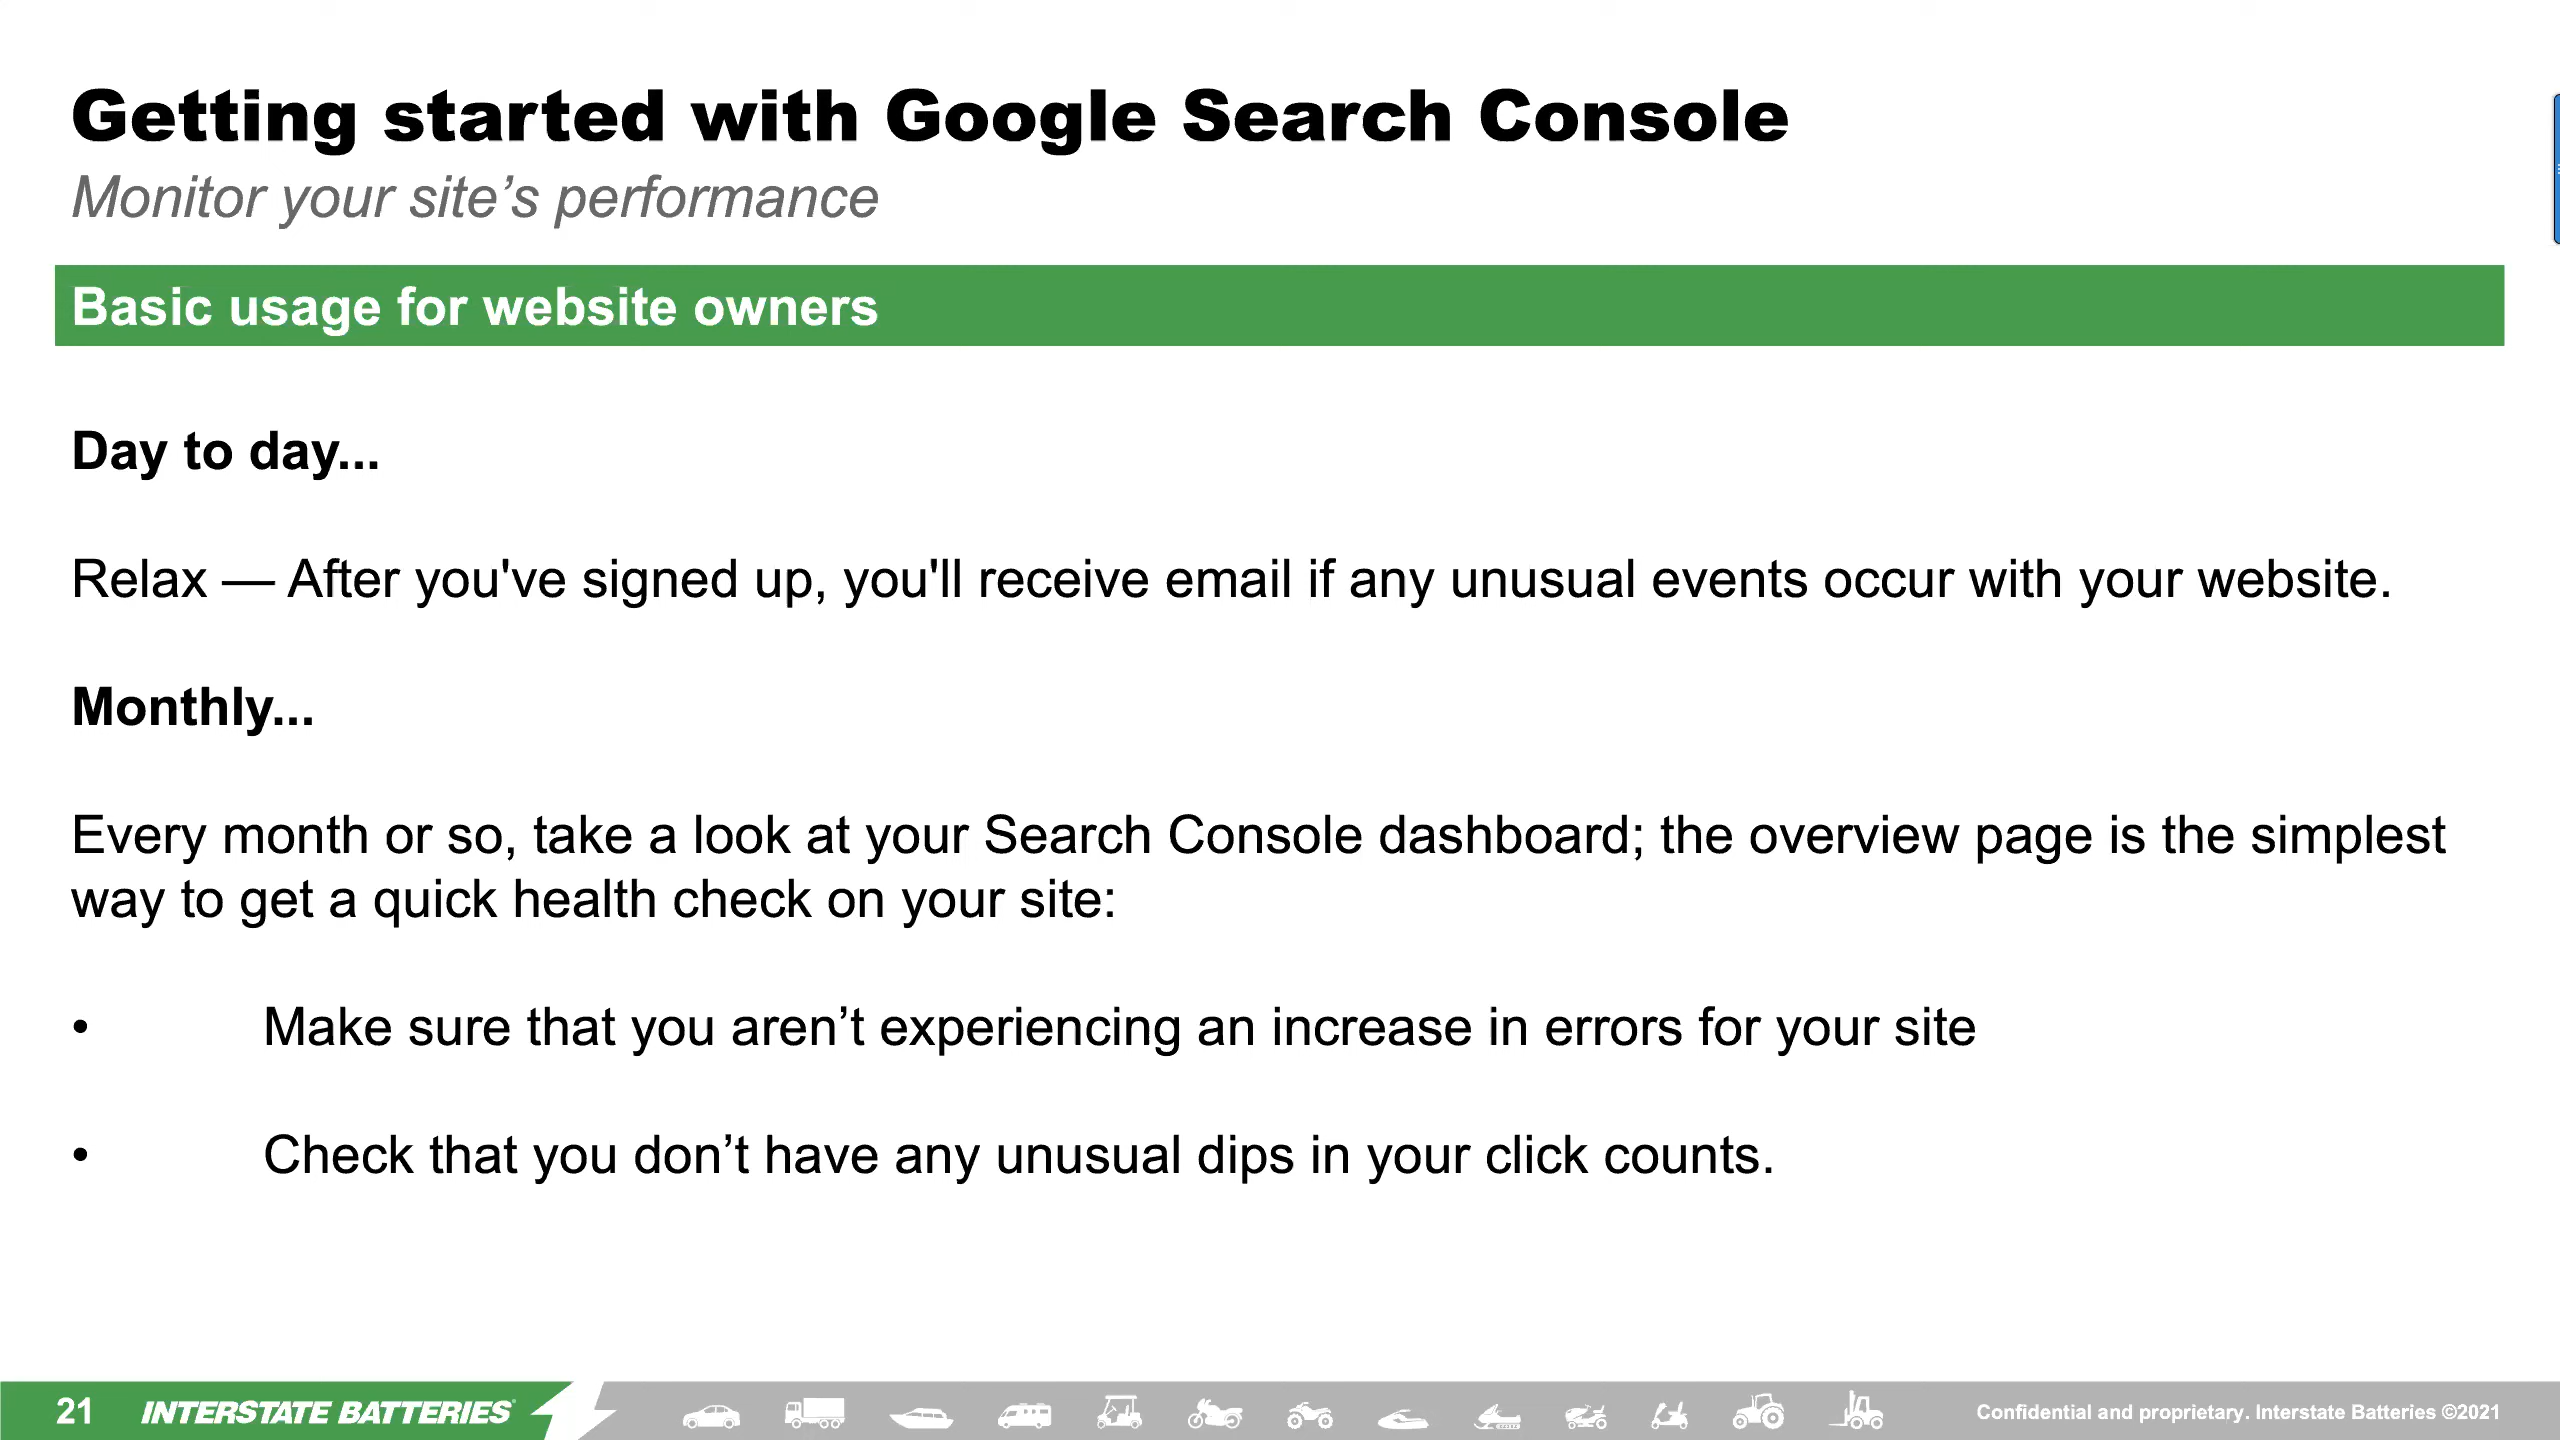 Getting started with Google Search Console
Monitor your site’s performance
Basic usage for website owners
Day to day...
Relax — After you've signed up, you'll receive email if any unusual events occur with your website.
Monthly...
Every month or so, take a look at your Search Console dashboard; the overview page is the simplest
way to get a quick health check on your site:
• Make sure that you aren’t experiencing an increase in errors for your site
• Check that you don’t have any unusual dips in your click counts.
21 INTERSTATE BATTERIES Confidential and proprietary. Interstate Batteries ©2021